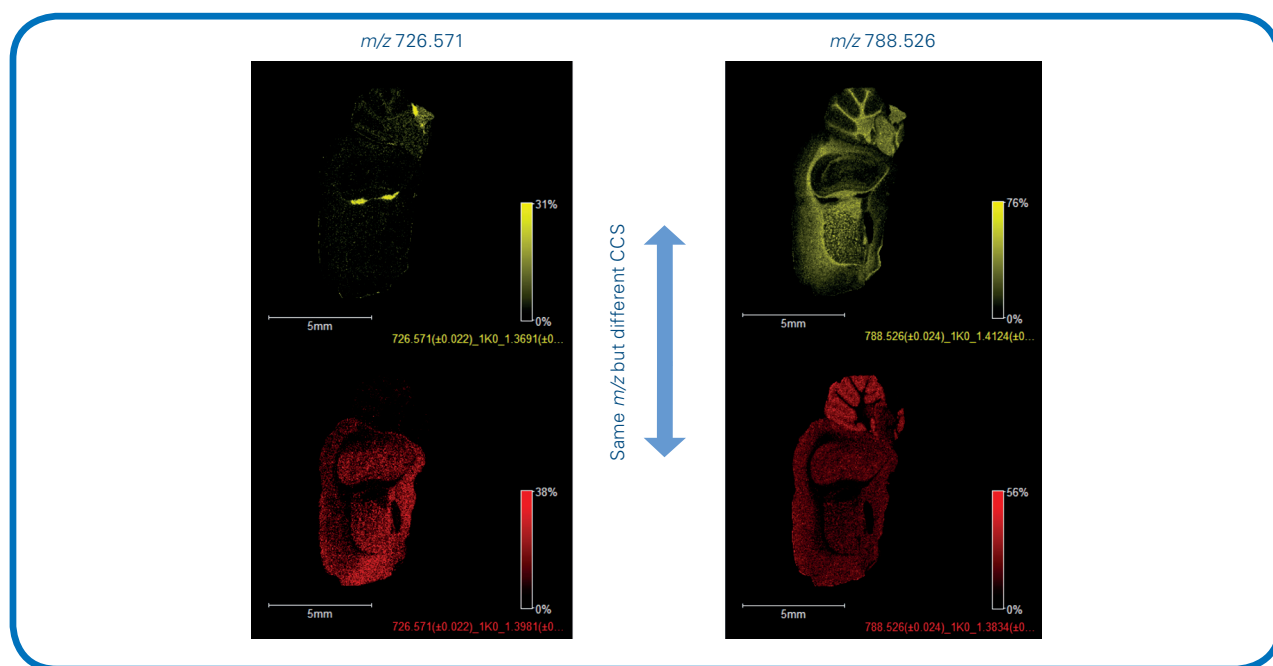 m/z 726.571
m/z 788.526
31%
0%
5mm
726.571(±0.022)_1K0_1.3691(±0...
76%
0%
5mm
788.526(±0.024)_1K0_1.4124(±0...
Same m/z but different CCS
38%
0%
5mm
726.571(±0.022)_1K0_1.3981(±0...
56%
0%
5mm
788.526(±0.024)_1K0_1.3834(±0...